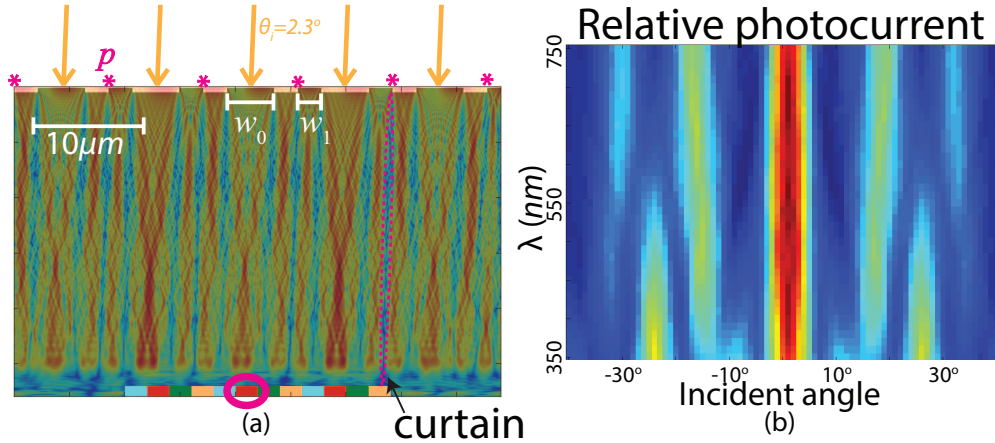 θi=2.3°
p
* * * * * *
10μm
w0
w1
curtain
(a)
Relative photocurrent
750
550
350
λ (nm)
-30° -10° 10° 30°
Incident angle
(b)